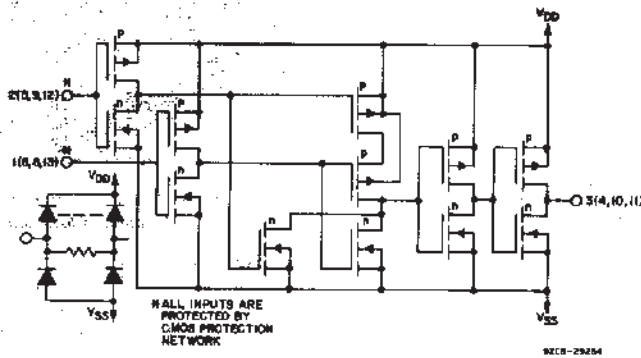 VDD
p
p
p
p
p
p
2(5,9,12)
n
n
1(6,8,13)
n
n
n
n
n
3(4,10,11)
VDD
VSS
VSS
ALL INPUTS ARE
PROTECTED BY
CMOS PROTECTION
NETWORK
92CS-29264